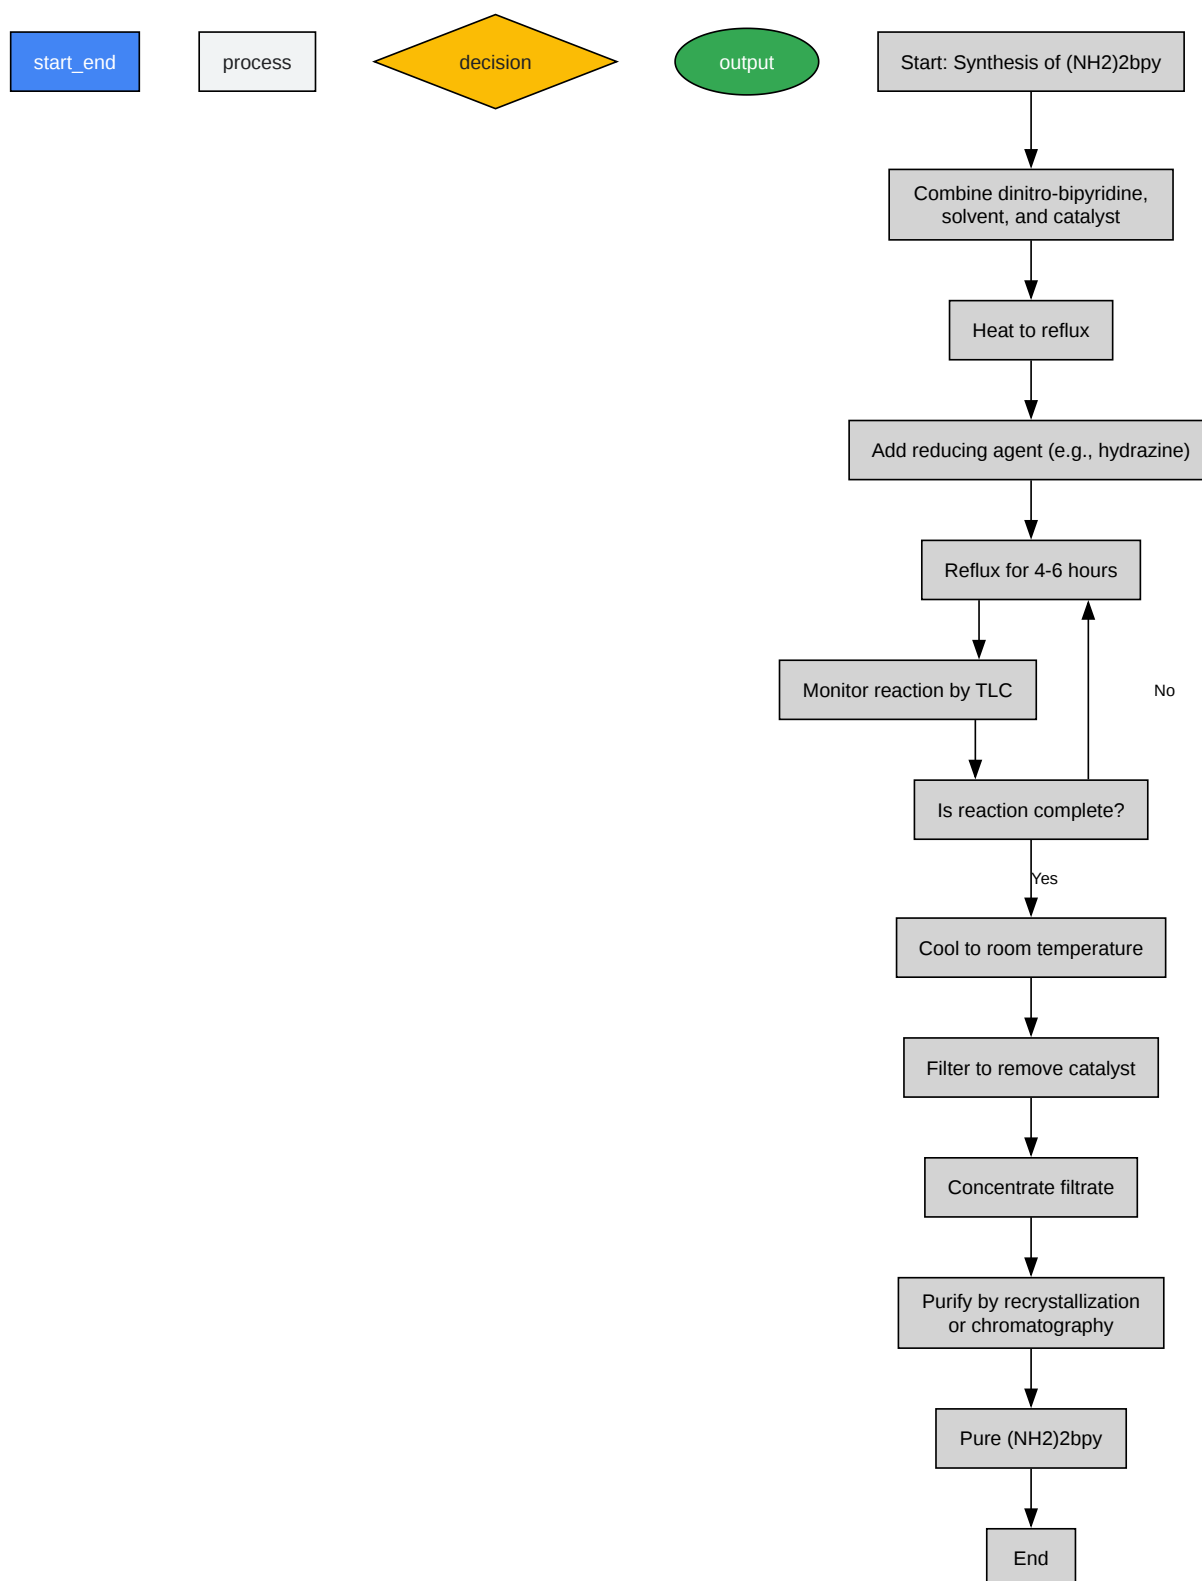 start_end
process
decision
output
Start: Synthesis of (NH2)2bpy
Combine dinitro-bipyridine,
solvent, and catalyst
Heat to reflux
Add reducing agent (e.g., hydrazine)
Reflux for 4-6 hours
Monitor reaction by TLC
No
Is reaction complete?
Yes
Cool to room temperature
Filter to remove catalyst
Concentrate filtrate
Purify by recrystallization
or chromatography
Pure (NH2)2bpy
End